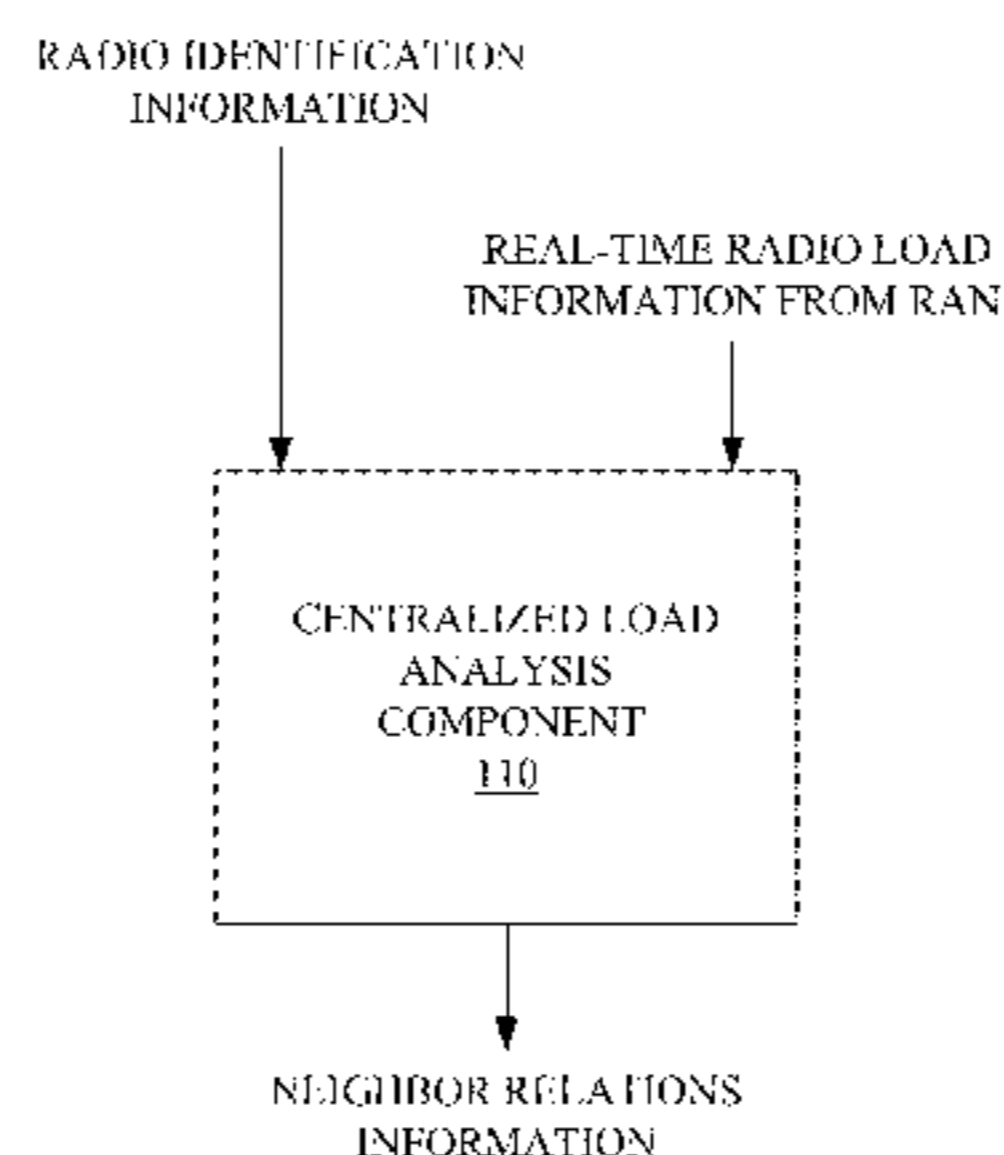 RADIO IDENTIFICATION
INFORMATION
REAL-TIME RADIO LOAD
INFORMATION FROM RAN
CENTRALIZED LOAD
ANALYSIS
COMPONENT
110
NEIGHBOR RELATIONS
INFORMATION